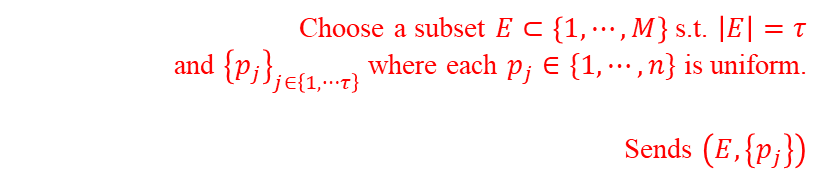 Choose a subset 𝐸 ⊂ {1, ⋯ , 𝑀} s.t. |𝐸| = 𝜏
and {𝑝_𝑗}_{𝑗∈{1,⋯𝜏}} where each 𝑝_𝑗 ∈ {1, ⋯ , 𝑛} is uniform.
Sends (𝐸, {𝑝_𝑗})